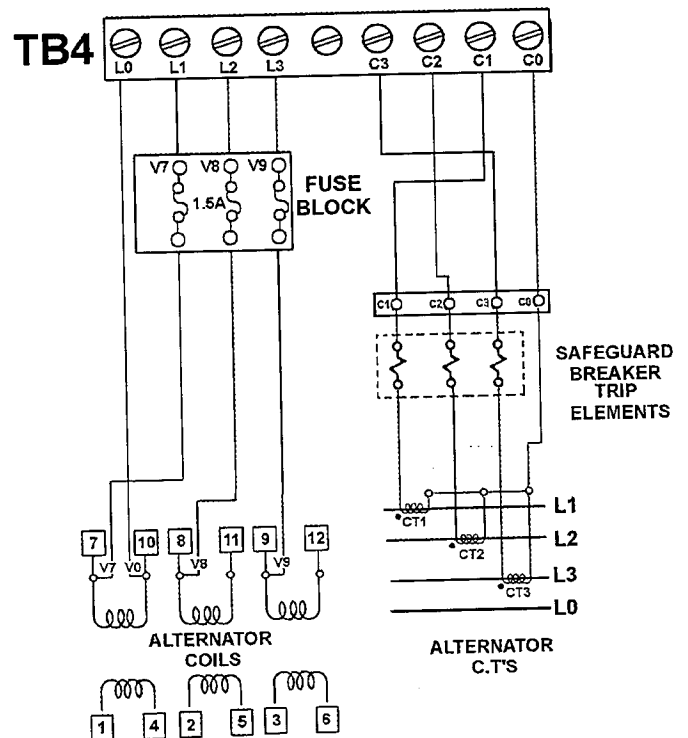 TB4
L0 L1 L2 L3 C3 C2 C1 C0
V7 V8 V9
1.5A
FUSE
BLOCK
C1 C2 C3 C0
SAFEGUARD
BREAKER
TRIP
ELEMENTS
L1
CT1
L2
CT2
L3
CT3
L0
7 10 8 11 9 12
V7 V0 V8 V9
ALTERNATOR
COILS
ALTERNATOR
C.T'S
1 4 2 5 3 6